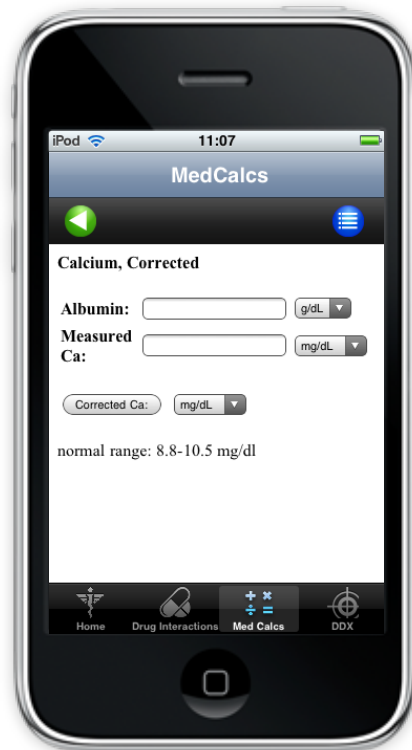 iPod 11:07
MedCalcs
Calcium, Corrected
Albumin: g/dL
Measured
Ca: mg/dL
Corrected Ca: mg/dL
normal range: 8.8-10.5 mg/dl
Home Drug Interactions Med Calcs DDX